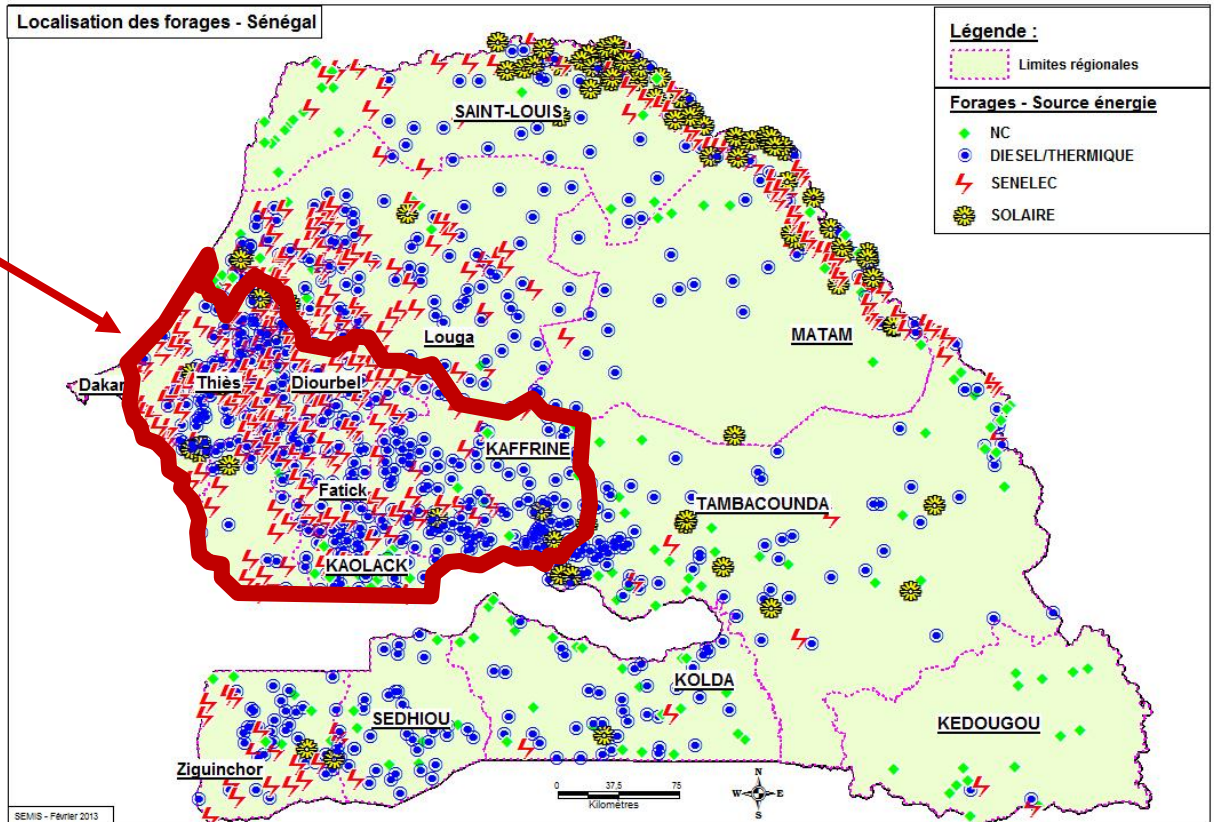 Localisation des forages - Sénégal
Légende :
Limites régionales
Forages - Source énergie
NC
DIESEL/THERMIQUE
SENELEC
SOLAIRE
SAINT-LOUIS
Louga
MATAM
Dakar
Thiès
Diourbel
KAFFRINE
Fatick
TAMBACOUNDA
KAOLACK
KOLDA
SEDHIOU
KEDOUGOU
Ziguinchor
0 37,5 75
Kilomètres
N
W E
S
SEMIS - Février 2013